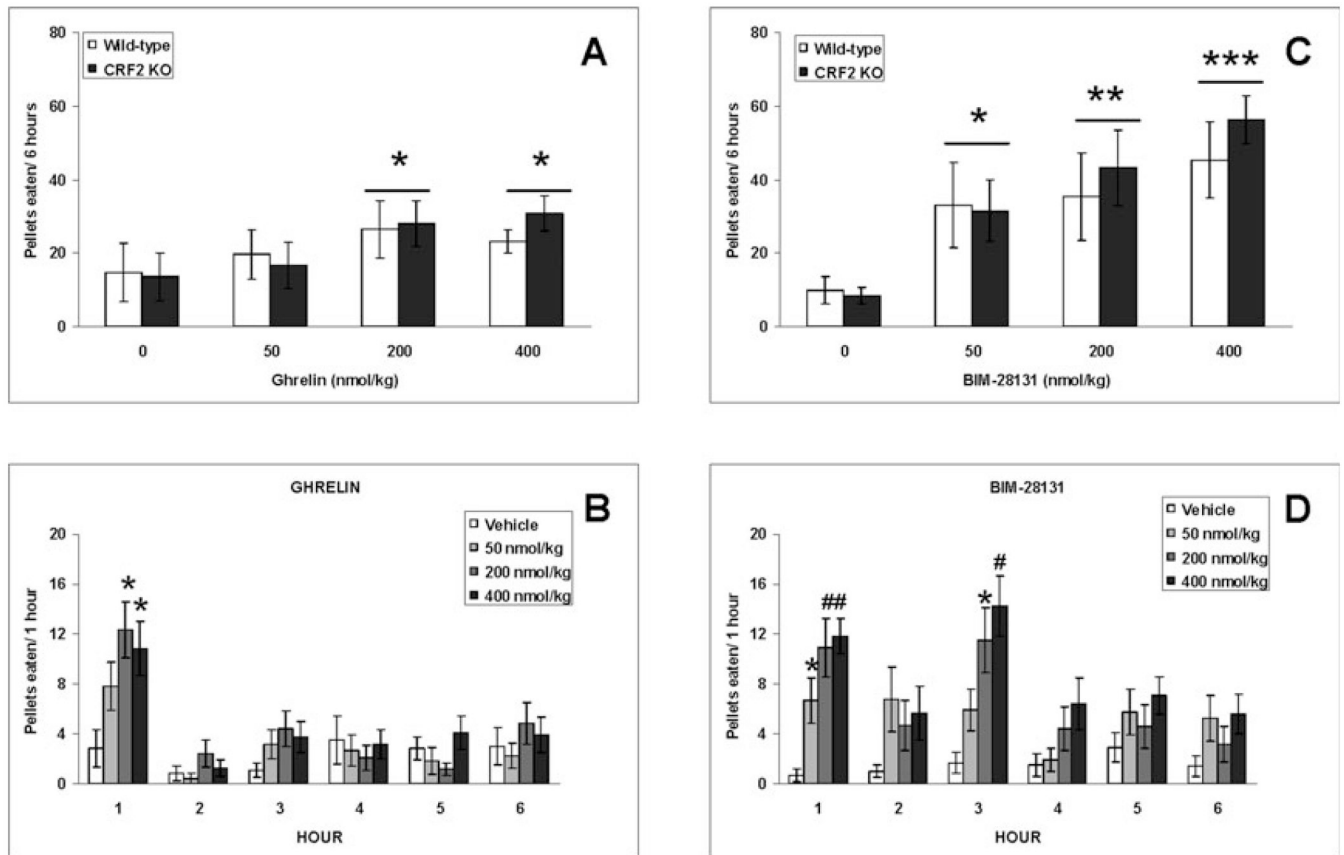 A
Wild-type
CRF2 KO
Pellets eaten/ 6 hours
80
60
40
20
0
* *
0 50 200 400
Ghrelin (nmol/kg)
C
Wild-type
CRF2 KO
Pellets eaten/ 6 hours
80
60
40
20
0
* ** ***
0 50 200 400
BIM-28131 (nmol/kg)
GHRELIN
B
Vehicle
50 nmol/kg
200 nmol/kg
400 nmol/kg
Pellets eaten/ 1 hour
20
16
12
8
4
0
* *
1 2 3 4 5 6
HOUR
BIM-28131
D
Vehicle
50 nmol/kg
200 nmol/kg
400 nmol/kg
Pellets eaten/ 1 hour
20
16
12
8
4
0
* ## * #
1 2 3 4 5 6
HOUR